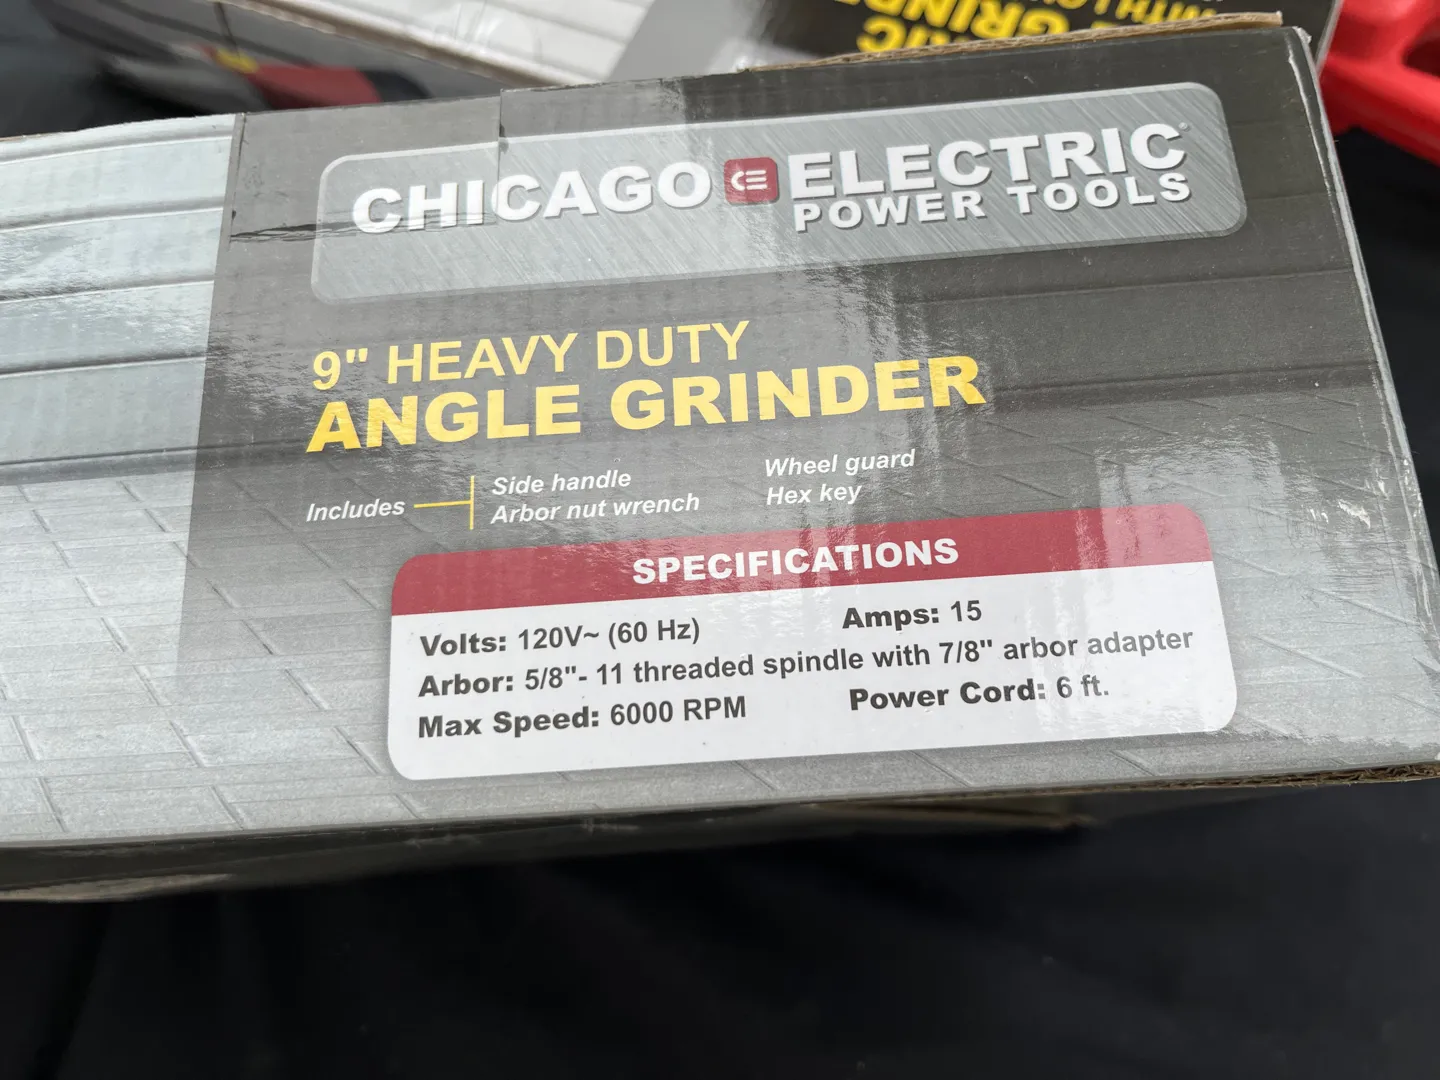 GRINDER
CHICAGO CE ELECTRIC®
POWER TOOLS
9" HEAVY DUTY
ANGLE GRINDER
Includes
Side handle
Arbor nut wrench
Wheel guard
Hex key
SPECIFICATIONS
Volts: 120V~ (60 Hz) Amps: 15
Arbor: 5/8"- 11 threaded spindle with 7/8" arbor adapter
Max Speed: 6000 RPM Power Cord: 6 ft.